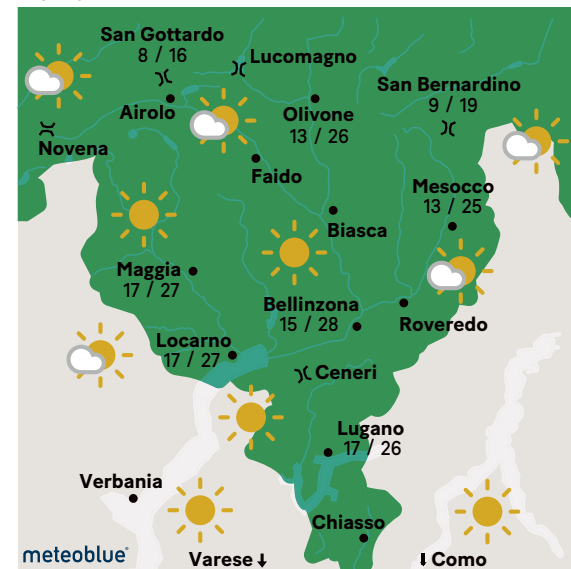 San Gottardo
8 / 16
Lucomagno
San Bernardino
9 / 19
Airolo
Olivone
13 / 26
Novena
Faido
Mesocco
13 / 25
Biasca
Maggia
17 / 27
Bellinzona
15 / 28
Roveredo
Locarno
17 / 27
Ceneri
Lugano
17 / 26
Verbania
Chiasso
meteoblue®
Varese ↓
↓ Como